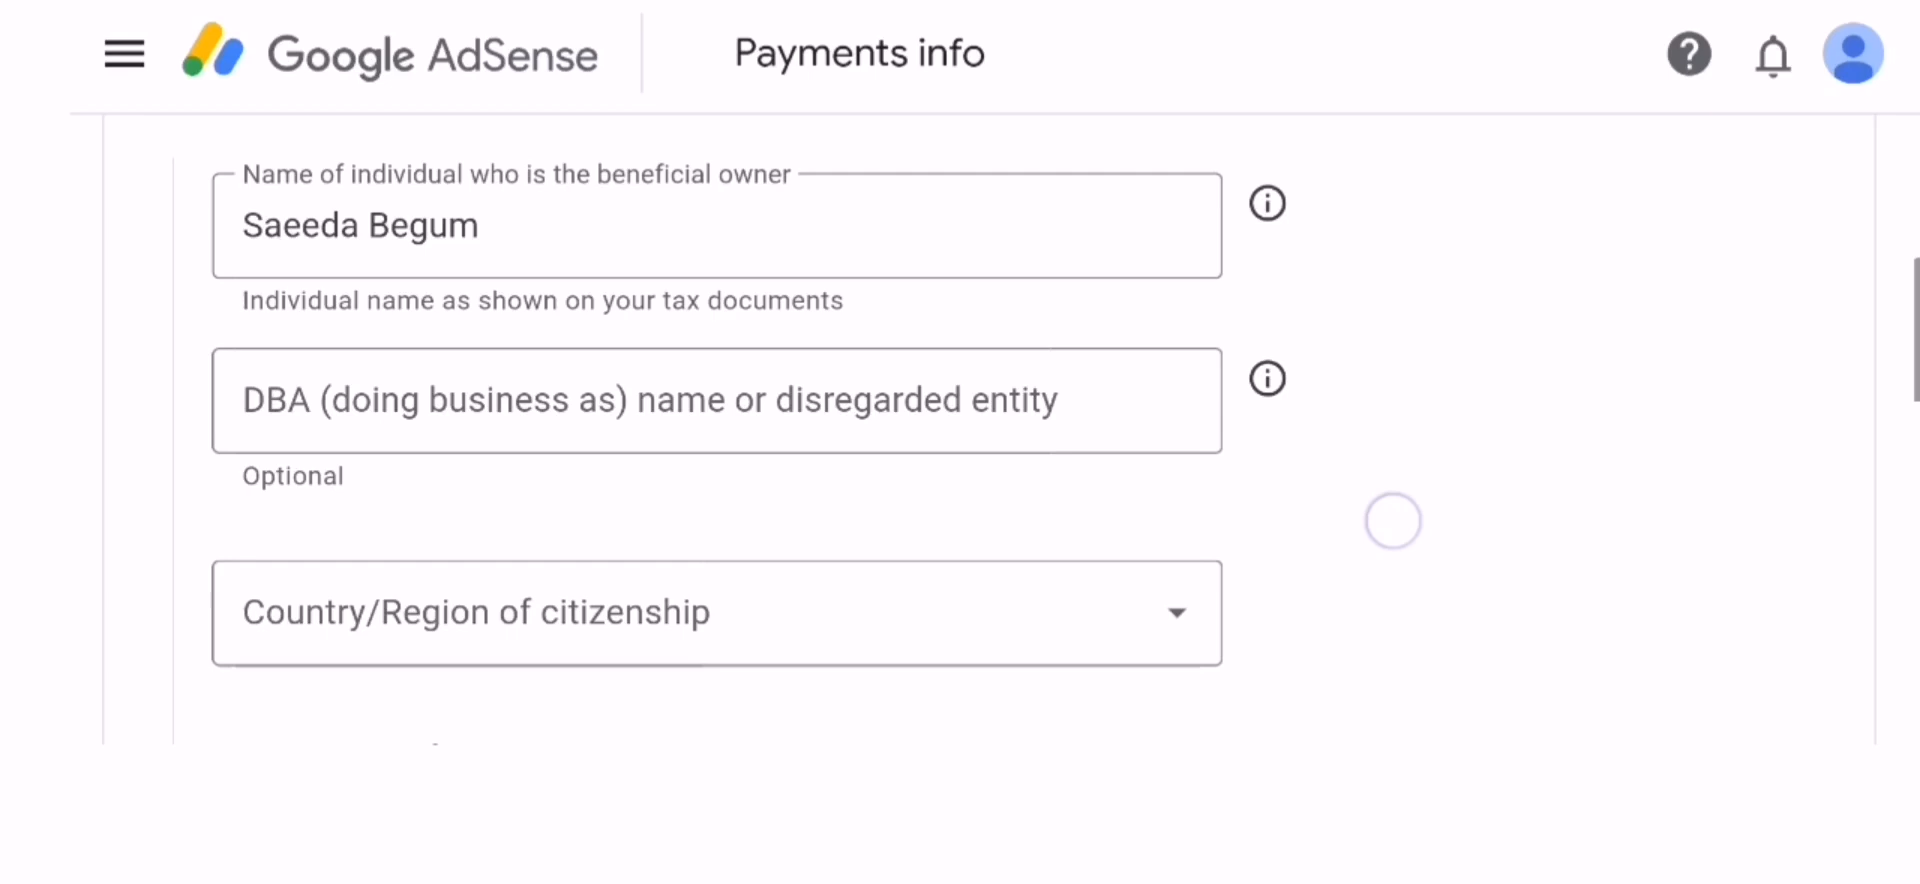 Google AdSense
Payments info
Name of individual who is the beneficial owner
Saeeda Begum
Individual name as shown on your tax documents
DBA (doing business as) name or disregarded entity
Optional
Country/Region of citizenship